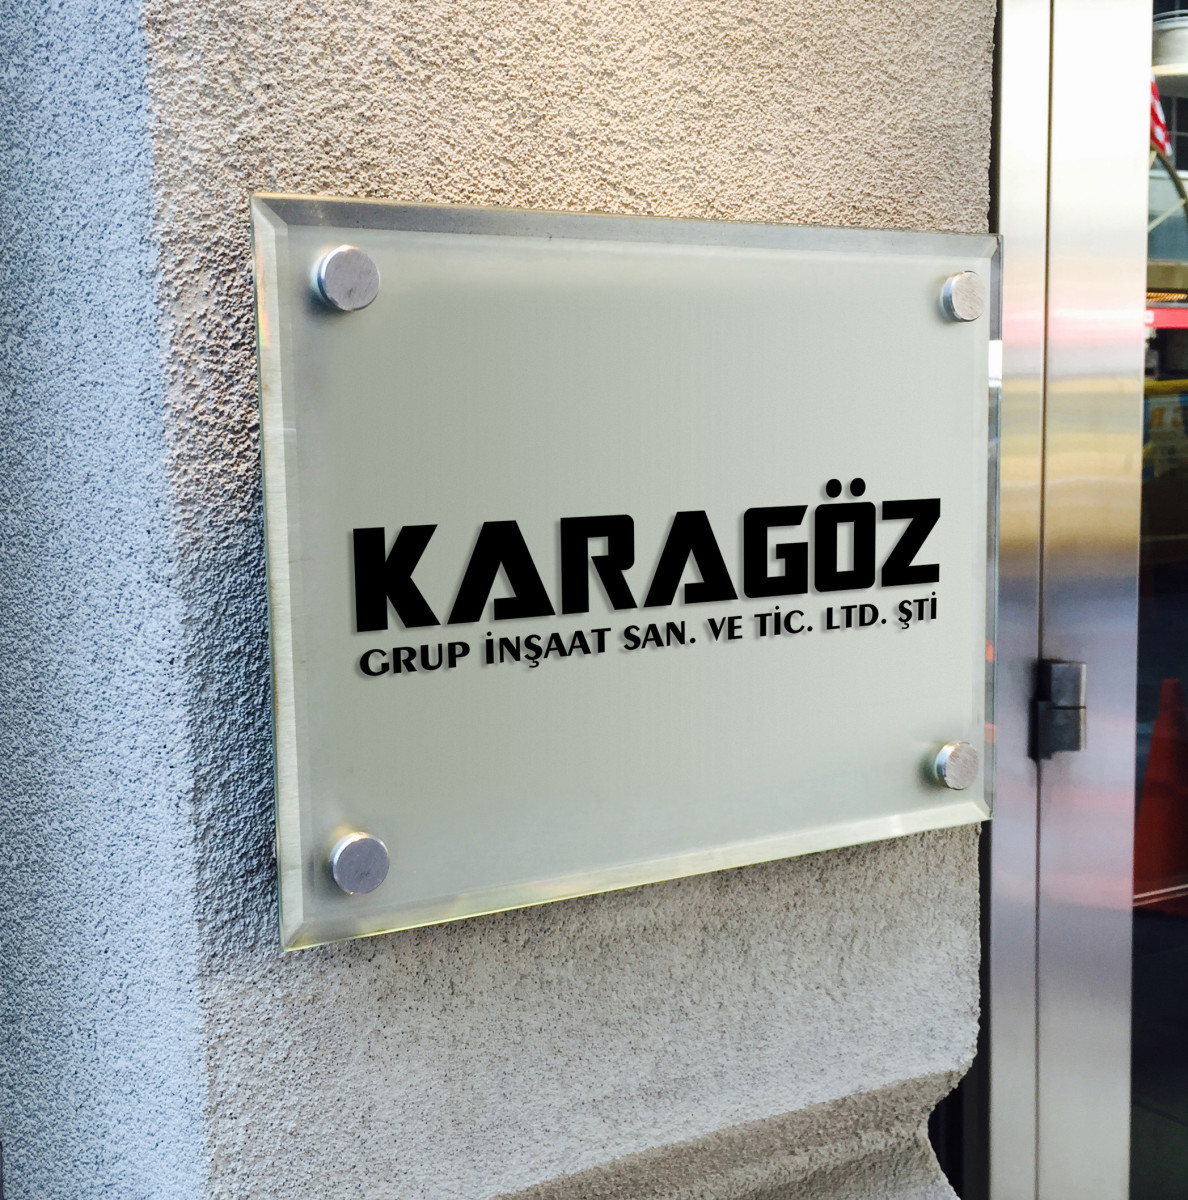 KARAGÖZ
GRUP İNŞAAT SAN. VE TİC. LTD. ŞTİ